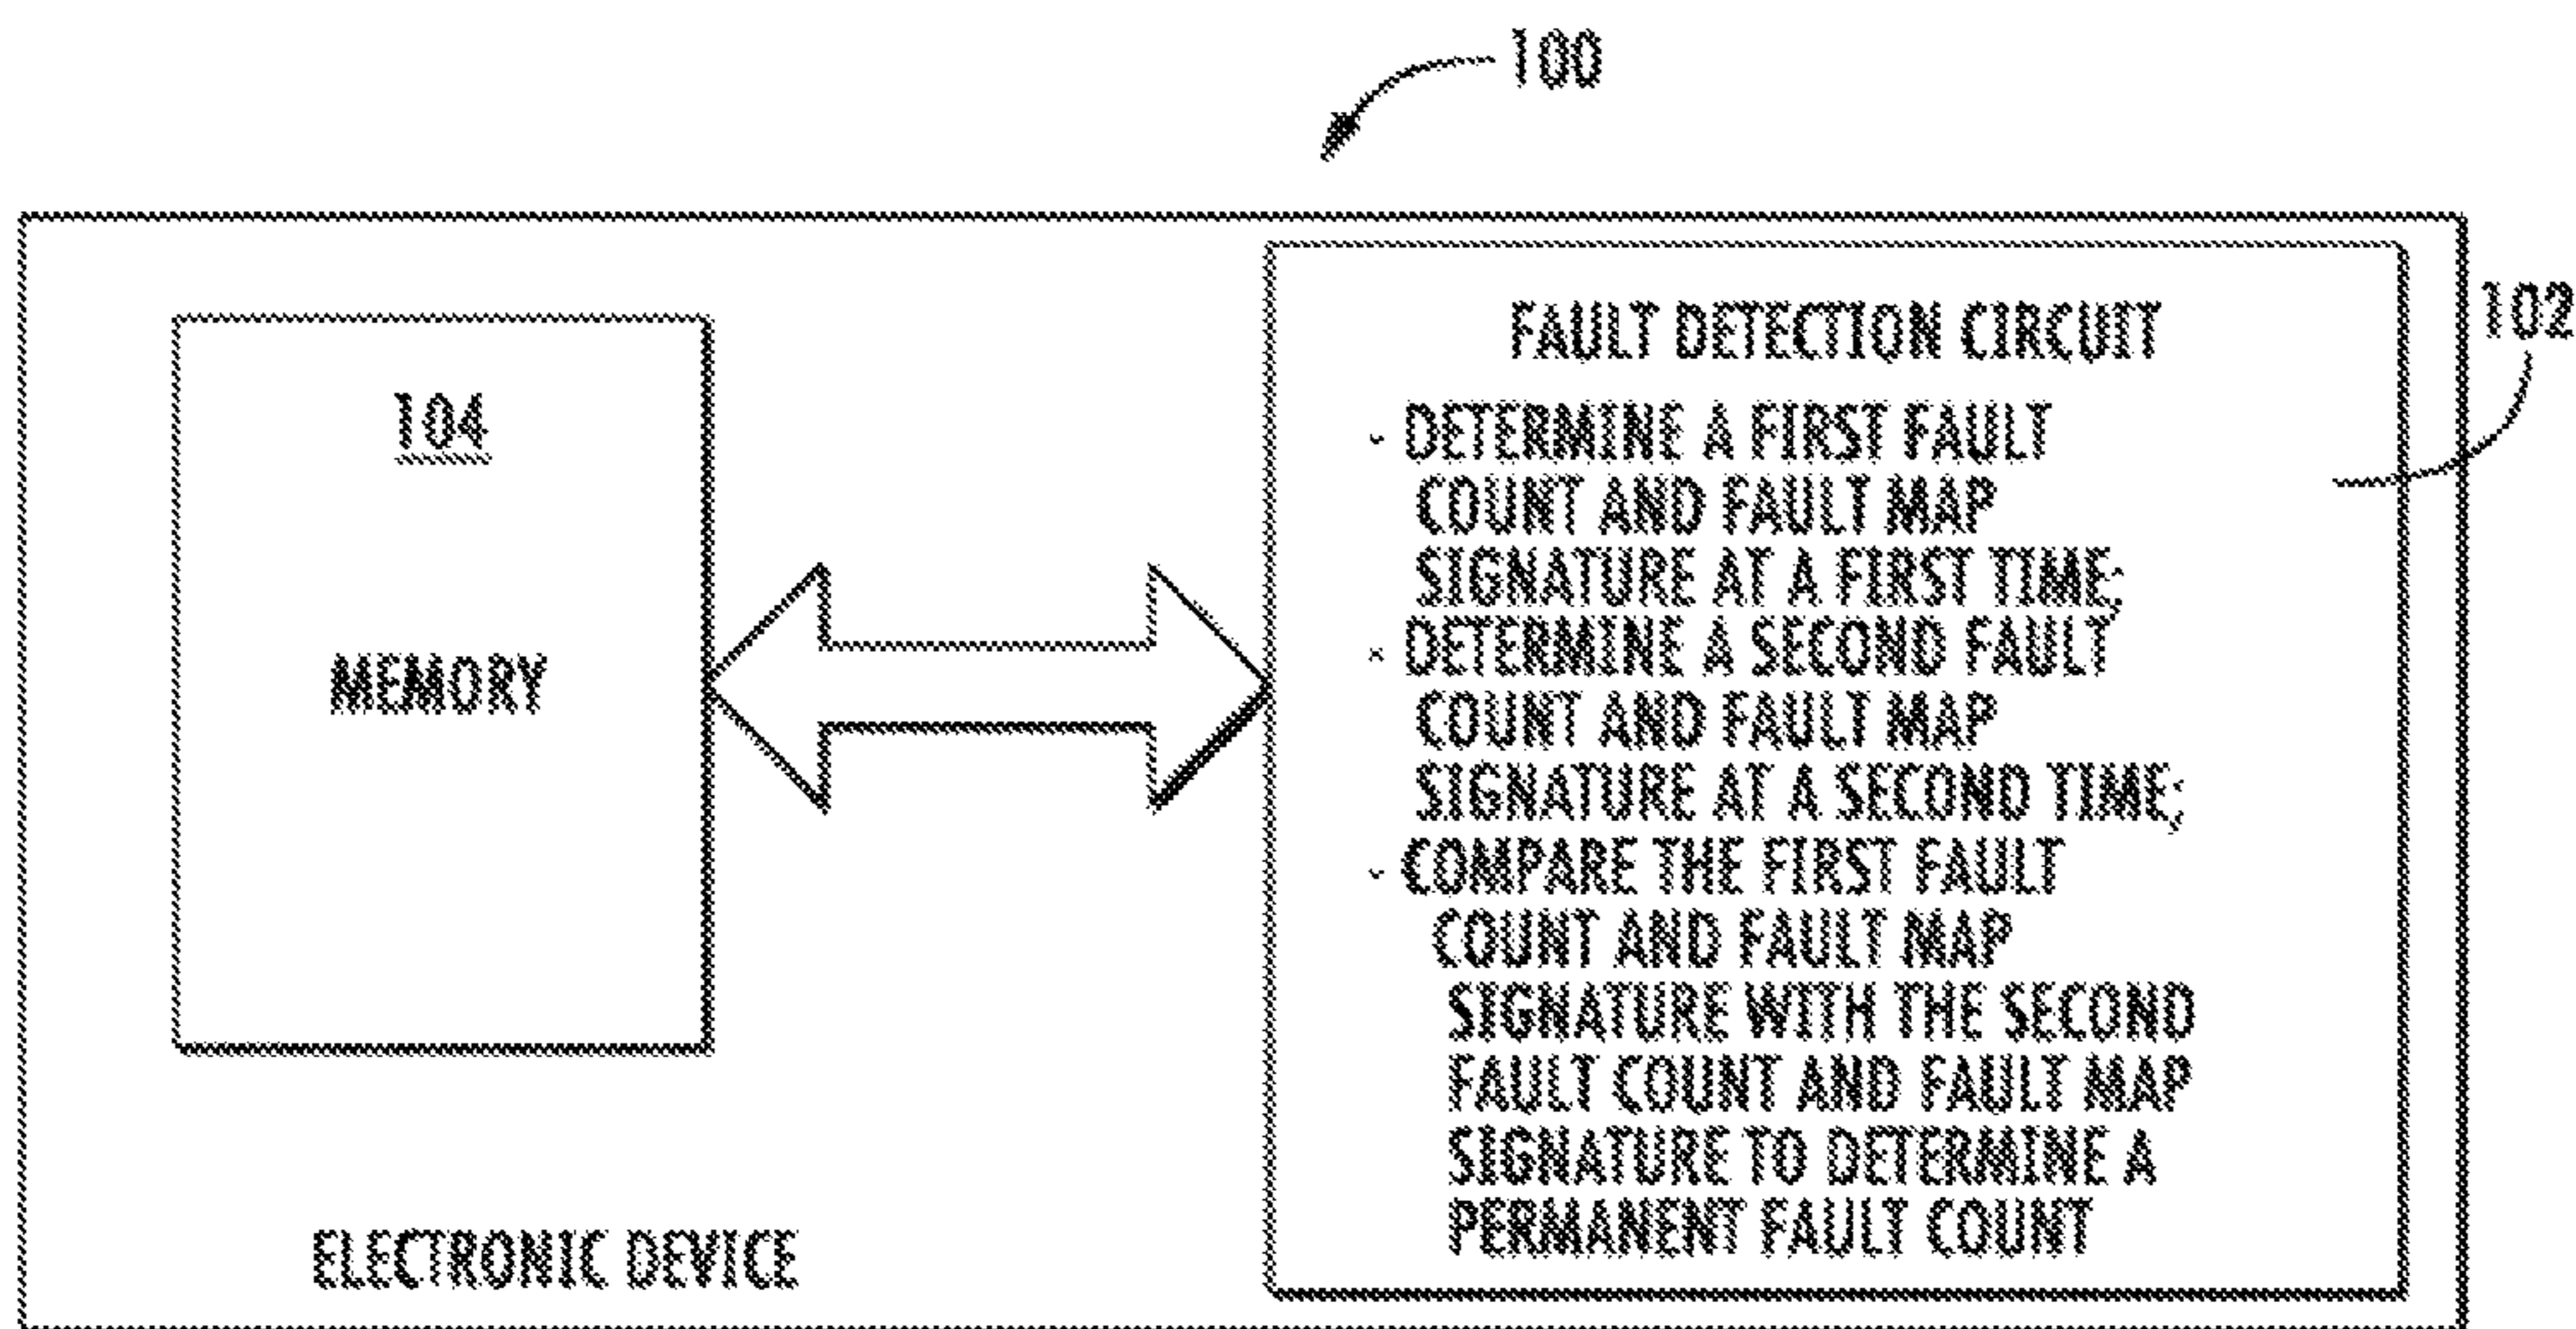 100
102
104
MEMORY
ELECTRONIC DEVICE
FAULT DETECTION CIRCUIT
- DETERMINE A FIRST FAULT
COUNT AND FAULT MAP
SIGNATURE AT A FIRST TIME;
- DETERMINE A SECOND FAULT
COUNT AND FAULT MAP
SIGNATURE AT A SECOND TIME;
- COMPARE THE FIRST FAULT
COUNT AND FAULT MAP
SIGNATURE WITH THE SECOND
FAULT COUNT AND FAULT MAP
SIGNATURE TO DETERMINE A
PERMANENT FAULT COUNT